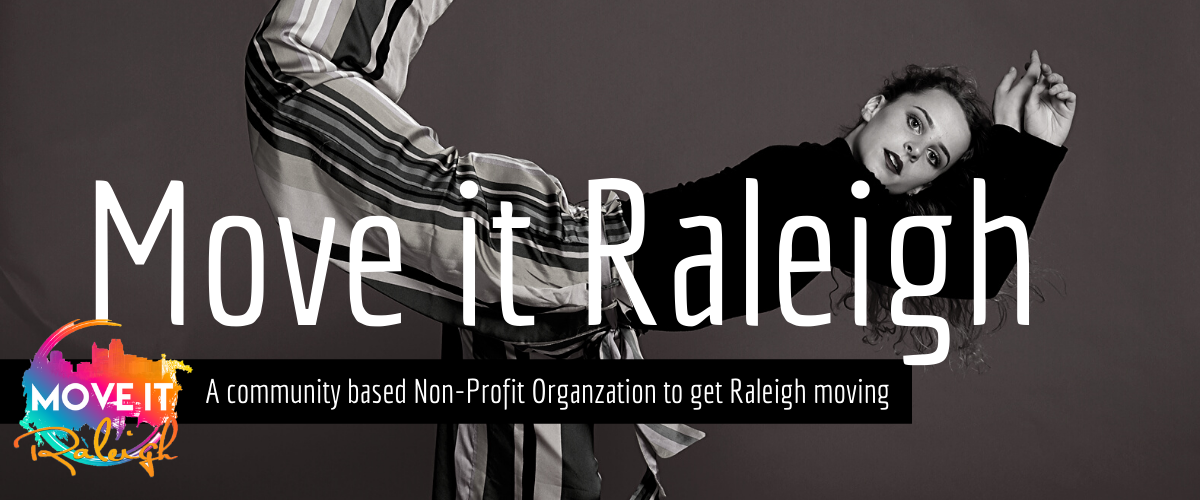 Move it Raleigh
A community based Non-Profit Organzation to get Raleigh moving
MOVE IT
Raleigh